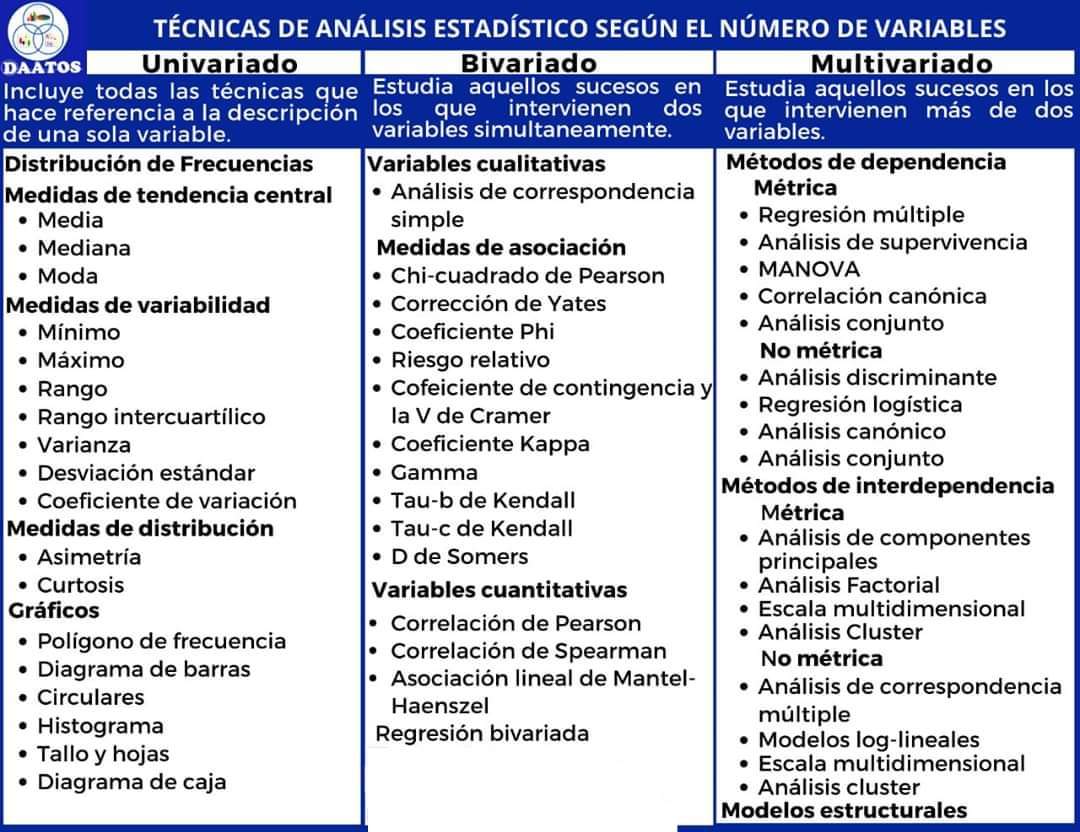 TÉCNICAS DE ANÁLISIS ESTADÍSTICO SEGÚN EL NÚMERO DE VARIABLES
DAATOS
Univariado
Incluye todas las técnicas que
hace referencia a la descripción
de una sola variable.
Distribución de Frecuencias
Medidas de tendencia central
• Media
• Mediana
• Moda
Medidas de variabilidad
• Mínimo
• Máximo
• Rango
• Rango intercuartílico
• Varianza
• Desviación estándar
• Coeficiente de variación
Medidas de distribución
• Asimetría
• Curtosis
Gráficos
• Polígono de frecuencia
• Diagrama de barras
• Circulares
• Histograma
• Tallo y hojas
• Diagrama de caja
Bivariado
Estudia aquellos sucesos en
los que intervienen dos
variables simultaneamente.
Variables cualitativas
• Análisis de correspondencia
simple
Medidas de asociación
• Chi-cuadrado de Pearson
• Corrección de Yates
• Coeficiente Phi
• Riesgo relativo
• Cofeiciente de contingencia y
la V de Cramer
• Coeficiente Kappa
• Gamma
• Tau-b de Kendall
• Tau-c de Kendall
• D de Somers
Variables cuantitativas
• Correlación de Pearson
• Correlación de Spearman
• Asociación lineal de Mantel-
Haenszel
Regresión bivariada
Multivariado
Estudia aquellos sucesos en los
que intervienen más de dos
variables.
Métodos de dependencia
Métrica
• Regresión múltiple
• Análisis de supervivencia
• MANOVA
• Correlación canónica
• Análisis conjunto
No métrica
• Análisis discriminante
• Regresión logística
• Análisis canónico
• Análisis conjunto
Métodos de interdependencia
Métrica
• Análisis de componentes
principales
• Análisis Factorial
• Escala multidimensional
• Análisis Cluster
No métrica
• Análisis de correspondencia
múltiple
• Modelos log-lineales
• Escala multidimensional
• Análisis cluster
Modelos estructurales